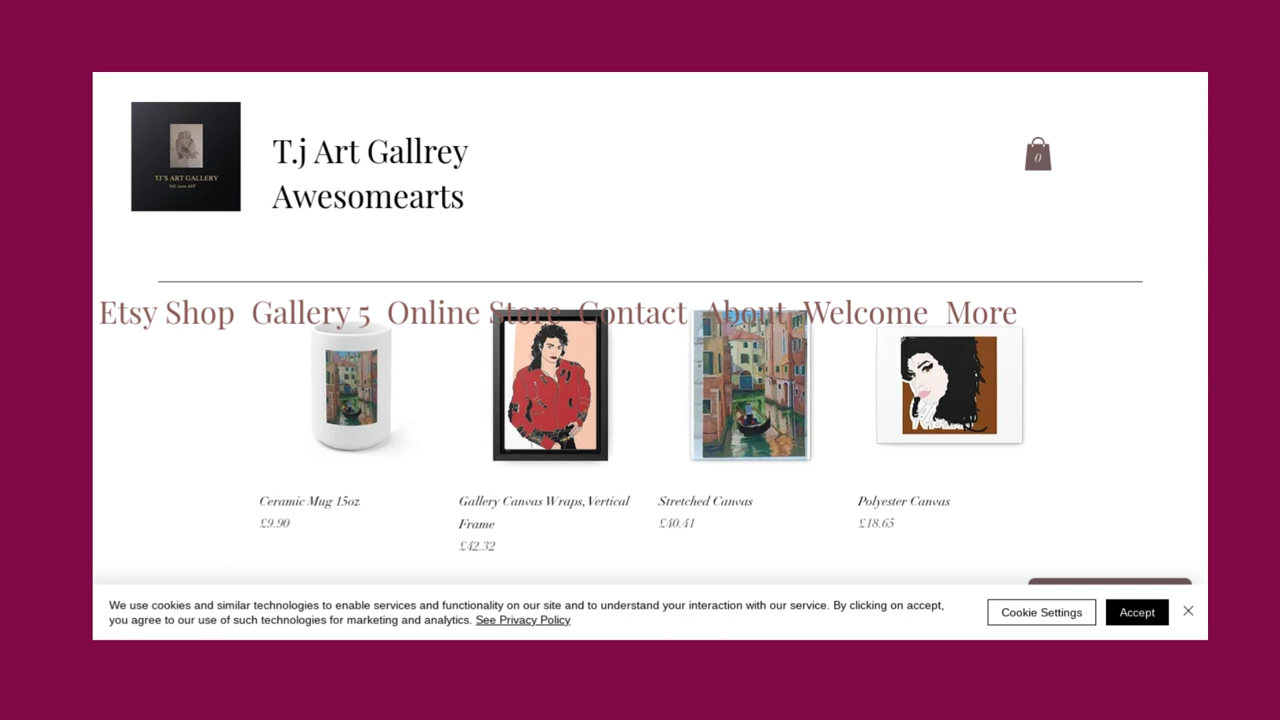 TJ'S ART GALLERY
WE Love ART
T.j Art Gallrey
Awesomearts
0
Etsy Shop Gallery 5 Online Store Contact About Welcome More
Ceramic Mug 15oz
£9.90
Gallery Canvas Wraps, Vertical
Frame
£42.32
Stretched Canvas
£40.41
Polyester Canvas
£18.65
We use cookies and similar technologies to enable services and functionality on our site and to understand your interaction with our service. By clicking on accept,
you agree to our use of such technologies for marketing and analytics. See Privacy Policy
Cookie Settings
Accept